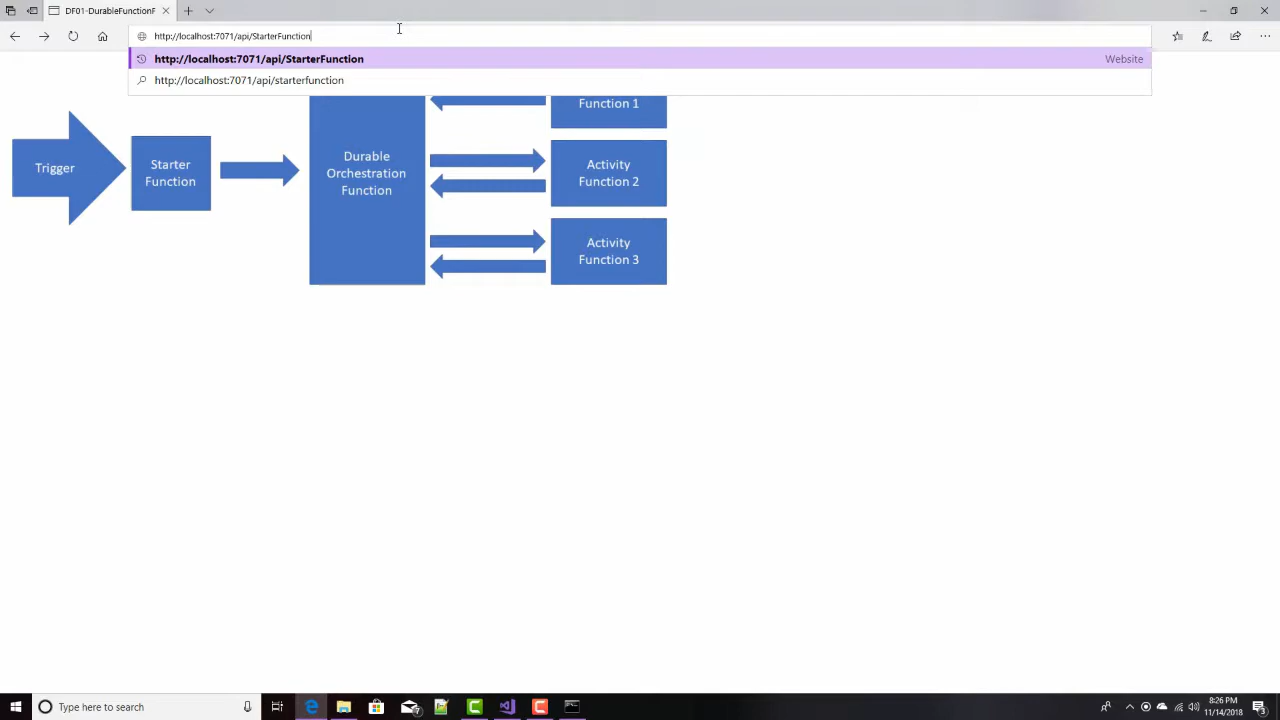 DF01-DurableFunctionF
http://localhost:7071/api/StarterFunction
http://localhost:7071/api/StarterFunction Website
http://localhost:7071/api/starterfunction
Function 1
Trigger
Starter
Function
Durable
Orchestration
Function
Activity
Function 2
Activity
Function 3
Type here to search
7
8:26 PM
11/14/2018